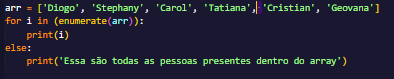 arr = ['Diogo', 'Stephany', 'Carol', 'Tatiana', 'Cristian', 'Geovana']
for i in (enumerate(arr)):
    print(i)
else:
    print('Essa são todas as pessoas presentes dentro do array')